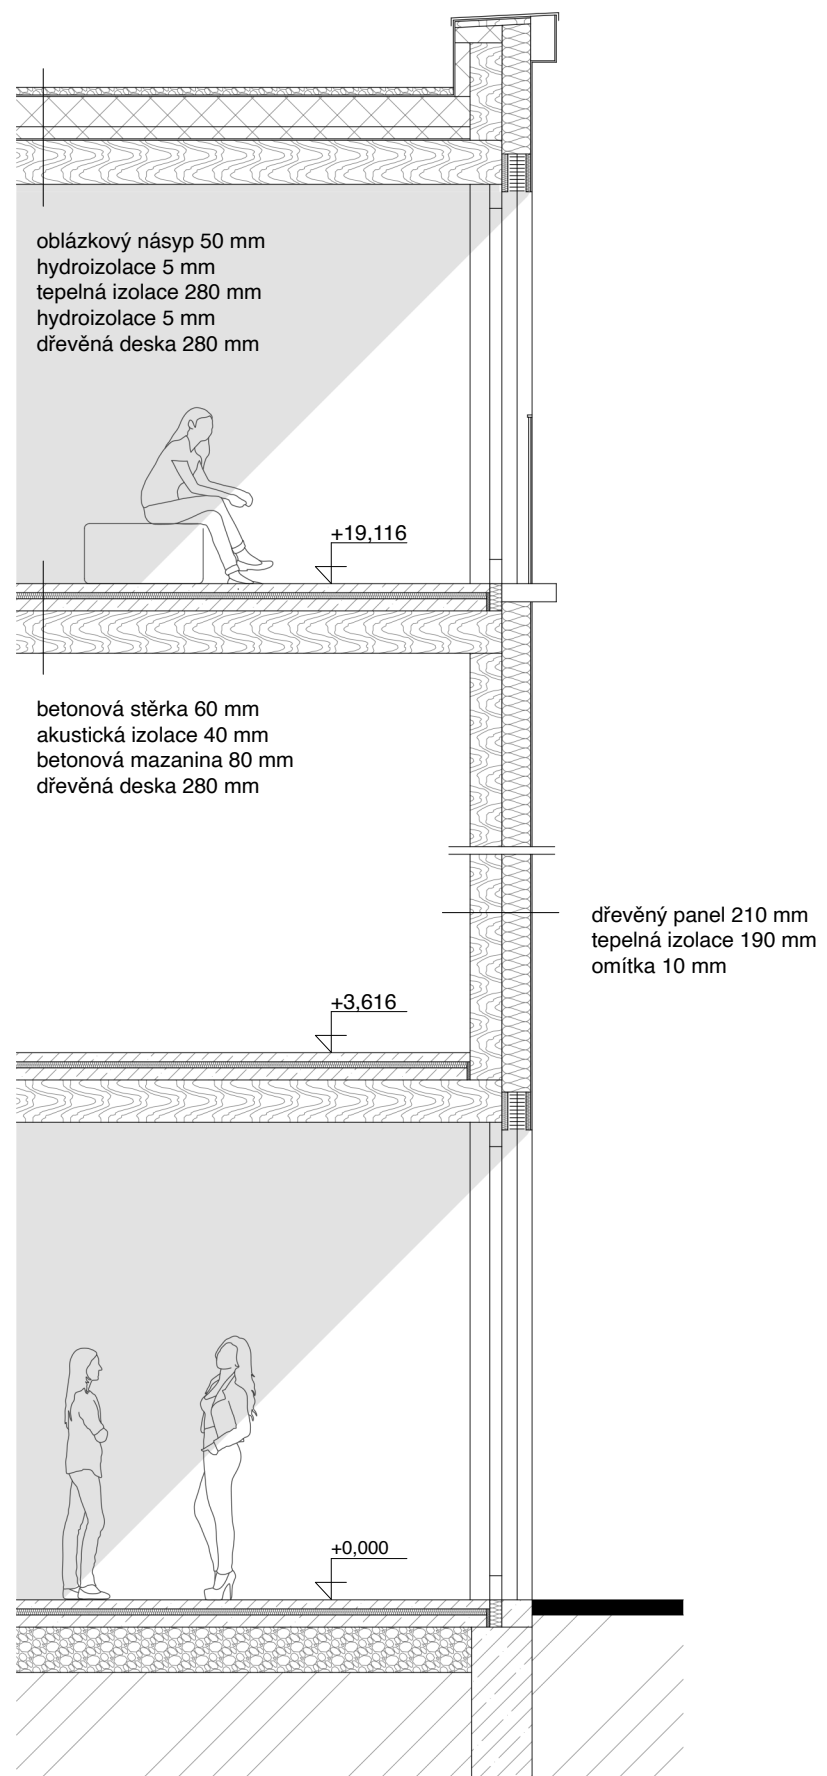 oblázkový násyp 50 mm
hydroizolace 5 mm
tepelná izolace 280 mm
hydroizolace 5 mm
dřevěná deska 280 mm
+19,116
betonová stěrka 60 mm
akustická izolace 40 mm
betonová mazanina 80 mm
dřevěná deska 280 mm
dřevěný panel 210 mm
tepelná izolace 190 mm
omítka 10 mm
+3,616
+0,000